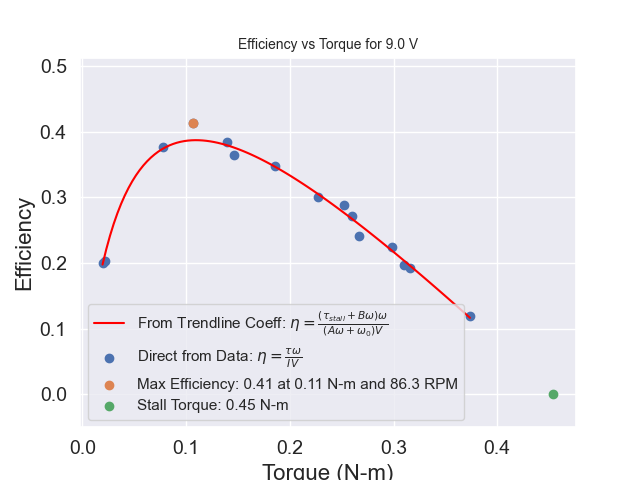 Efficiency vs Torque for 9.0 V
0.5
0.4
0.3
0.2
0.1
0.0
Efficiency
From Trendline Coeff: η = (τ_stall + Bω)ω / (Aω + ω₀)V
Direct from Data: η = τω / IV
Max Efficiency: 0.41 at 0.11 N-m and 86.3 RPM
Stall Torque: 0.45 N-m
0.0 0.1 0.2 0.3 0.4
Torque (N-m)